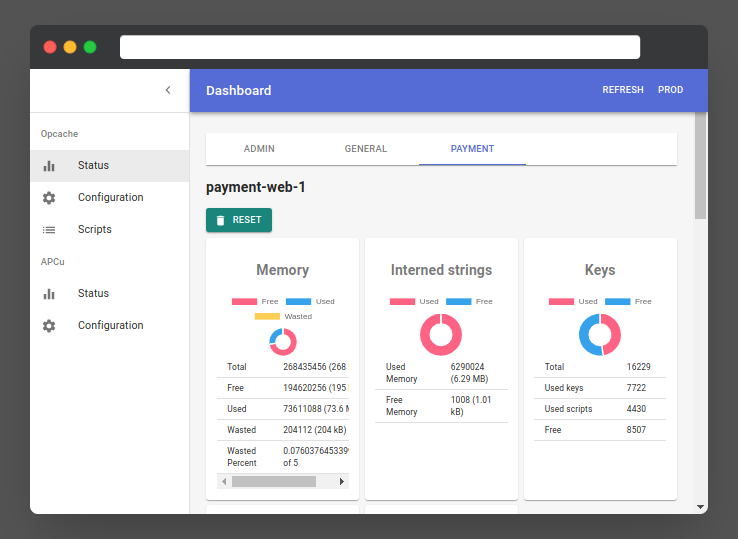 Dashboard
REFRESH PROD
Opcache
Status
Configuration
Scripts
APCu
Status
Configuration
ADMIN GENERAL PAYMENT
payment-web-1
RESET
Memory
Free Used
Wasted
Total 268435456 (268
Free 194620256 (195
Used 73611088 (73.6 M
Wasted 204112 (204 kB)
Wasted 0.0760376453399
Percent of 5
Interned strings
Used Free
Used 6290024
Memory (6.29 MB)
Free 1008 (1.01
Memory kB)
Keys
Used Free
Total 16229
Used keys 7722
Used scripts 4430
Free 8507